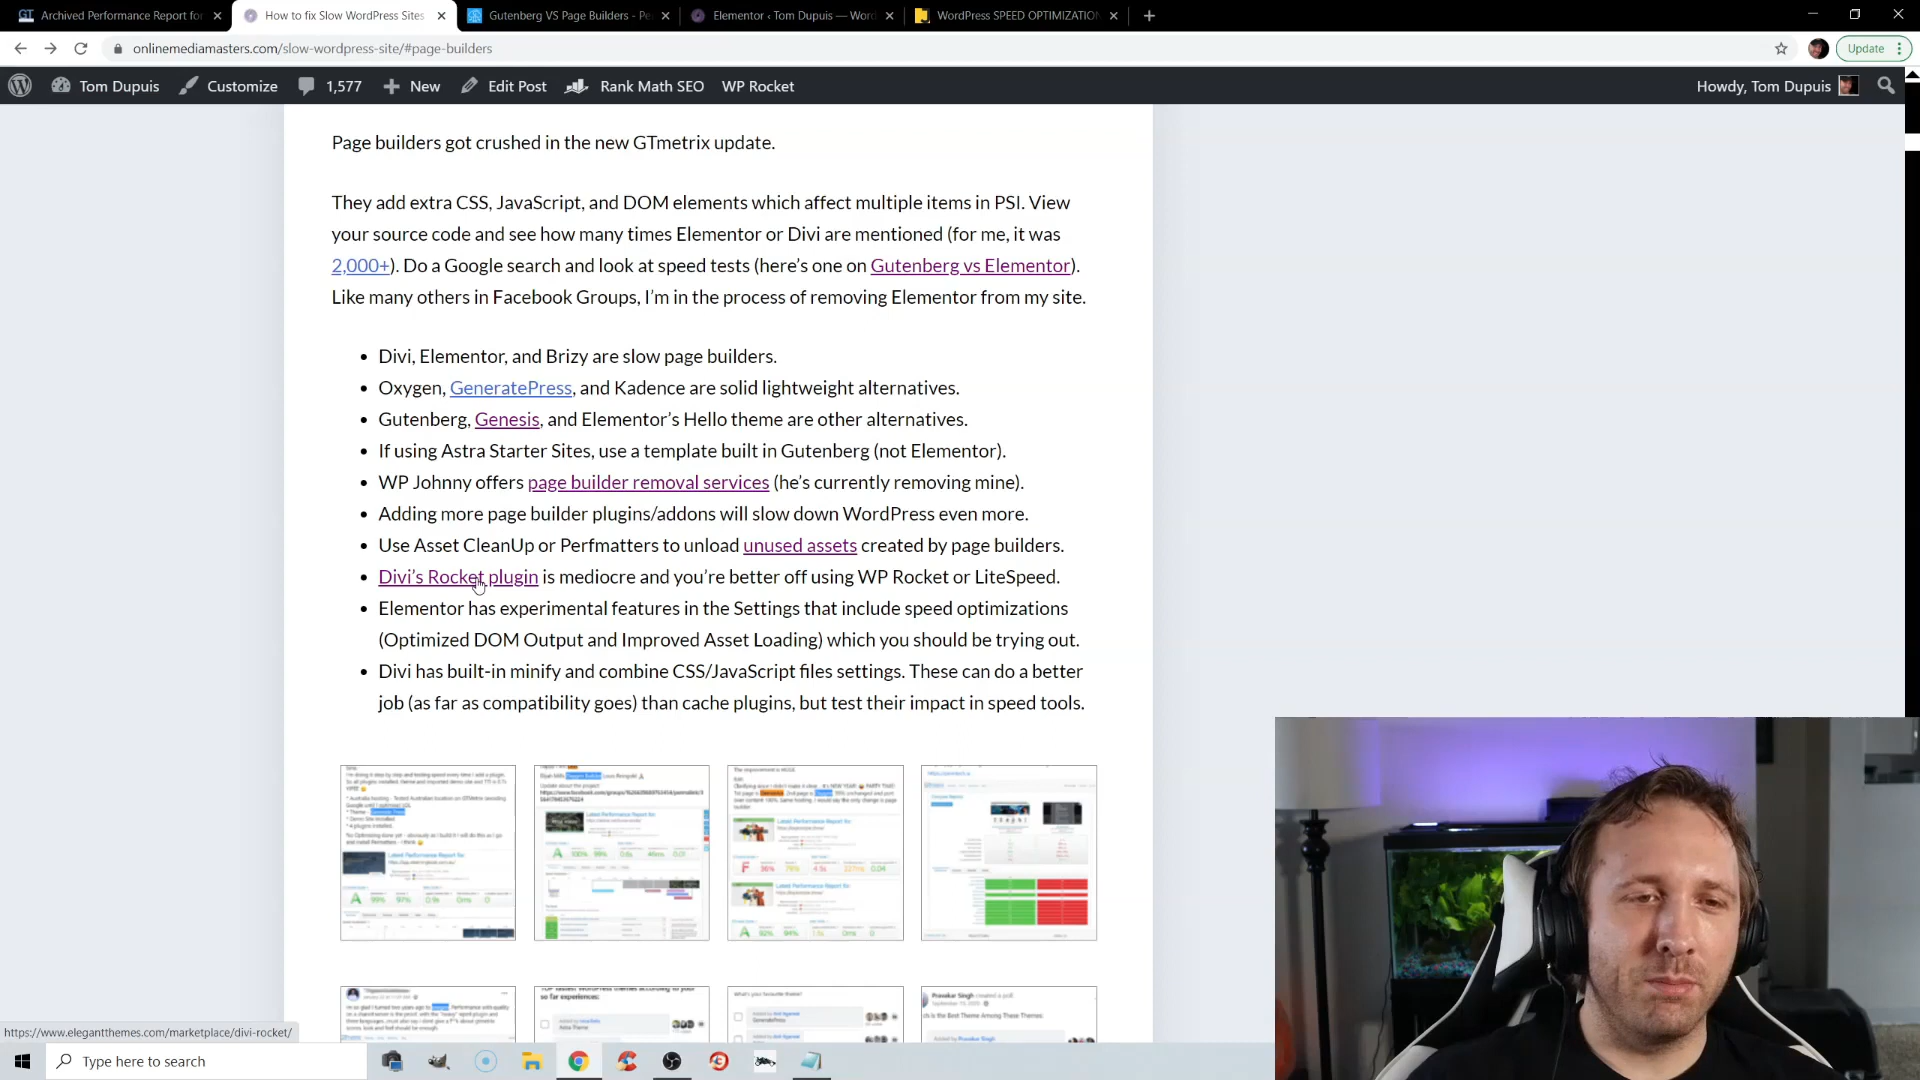 Archived Performance Report for
How to fix Slow WordPress Sites
Gutenberg VS Page Builders - Pe
Elementor ‹ Tom Dupuis — Word
WordPress SPEED OPTIMIZATION
onlinemediamasters.com/slow-wordpress-site/#page-builders
Update
Tom Dupuis
Customize
1,577
New
Edit Post
Rank Math SEO
WP Rocket
Howdy, Tom Dupuis
Page builders got crushed in the new GTmetrix update.
They add extra CSS, JavaScript, and DOM elements which affect multiple items in PSI. View
your source code and see how many times Elementor or Divi are mentioned (for me, it was
2,000+). Do a Google search and look at speed tests (here's one on Gutenberg vs Elementor).
Like many others in Facebook Groups, I'm in the process of removing Elementor from my site.
• Divi, Elementor, and Brizy are slow page builders.
• Oxygen, GeneratePress, and Kadence are solid lightweight alternatives.
• Gutenberg, Genesis, and Elementor's Hello theme are other alternatives.
• If using Astra Starter Sites, use a template built in Gutenberg (not Elementor).
• WP Johnny offers page builder removal services (he's currently removing mine).
• Adding more page builder plugins/addons will slow down WordPress even more.
• Use Asset CleanUp or Perfmatters to unload unused assets created by page builders.
• Divi's Rocket plugin is mediocre and you're better off using WP Rocket or LiteSpeed.
• Elementor has experimental features in the Settings that include speed optimizations
(Optimized DOM Output and Improved Asset Loading) which you should be trying out.
• Divi has built-in minify and combine CSS/JavaScript files settings. These can do a better
job (as far as compatibility goes) than cache plugins, but test their impact in speed tools.
Latest Performance Report for:
https://www.elegantthemes.com/marketplace/divi-rocket/
Type here to search